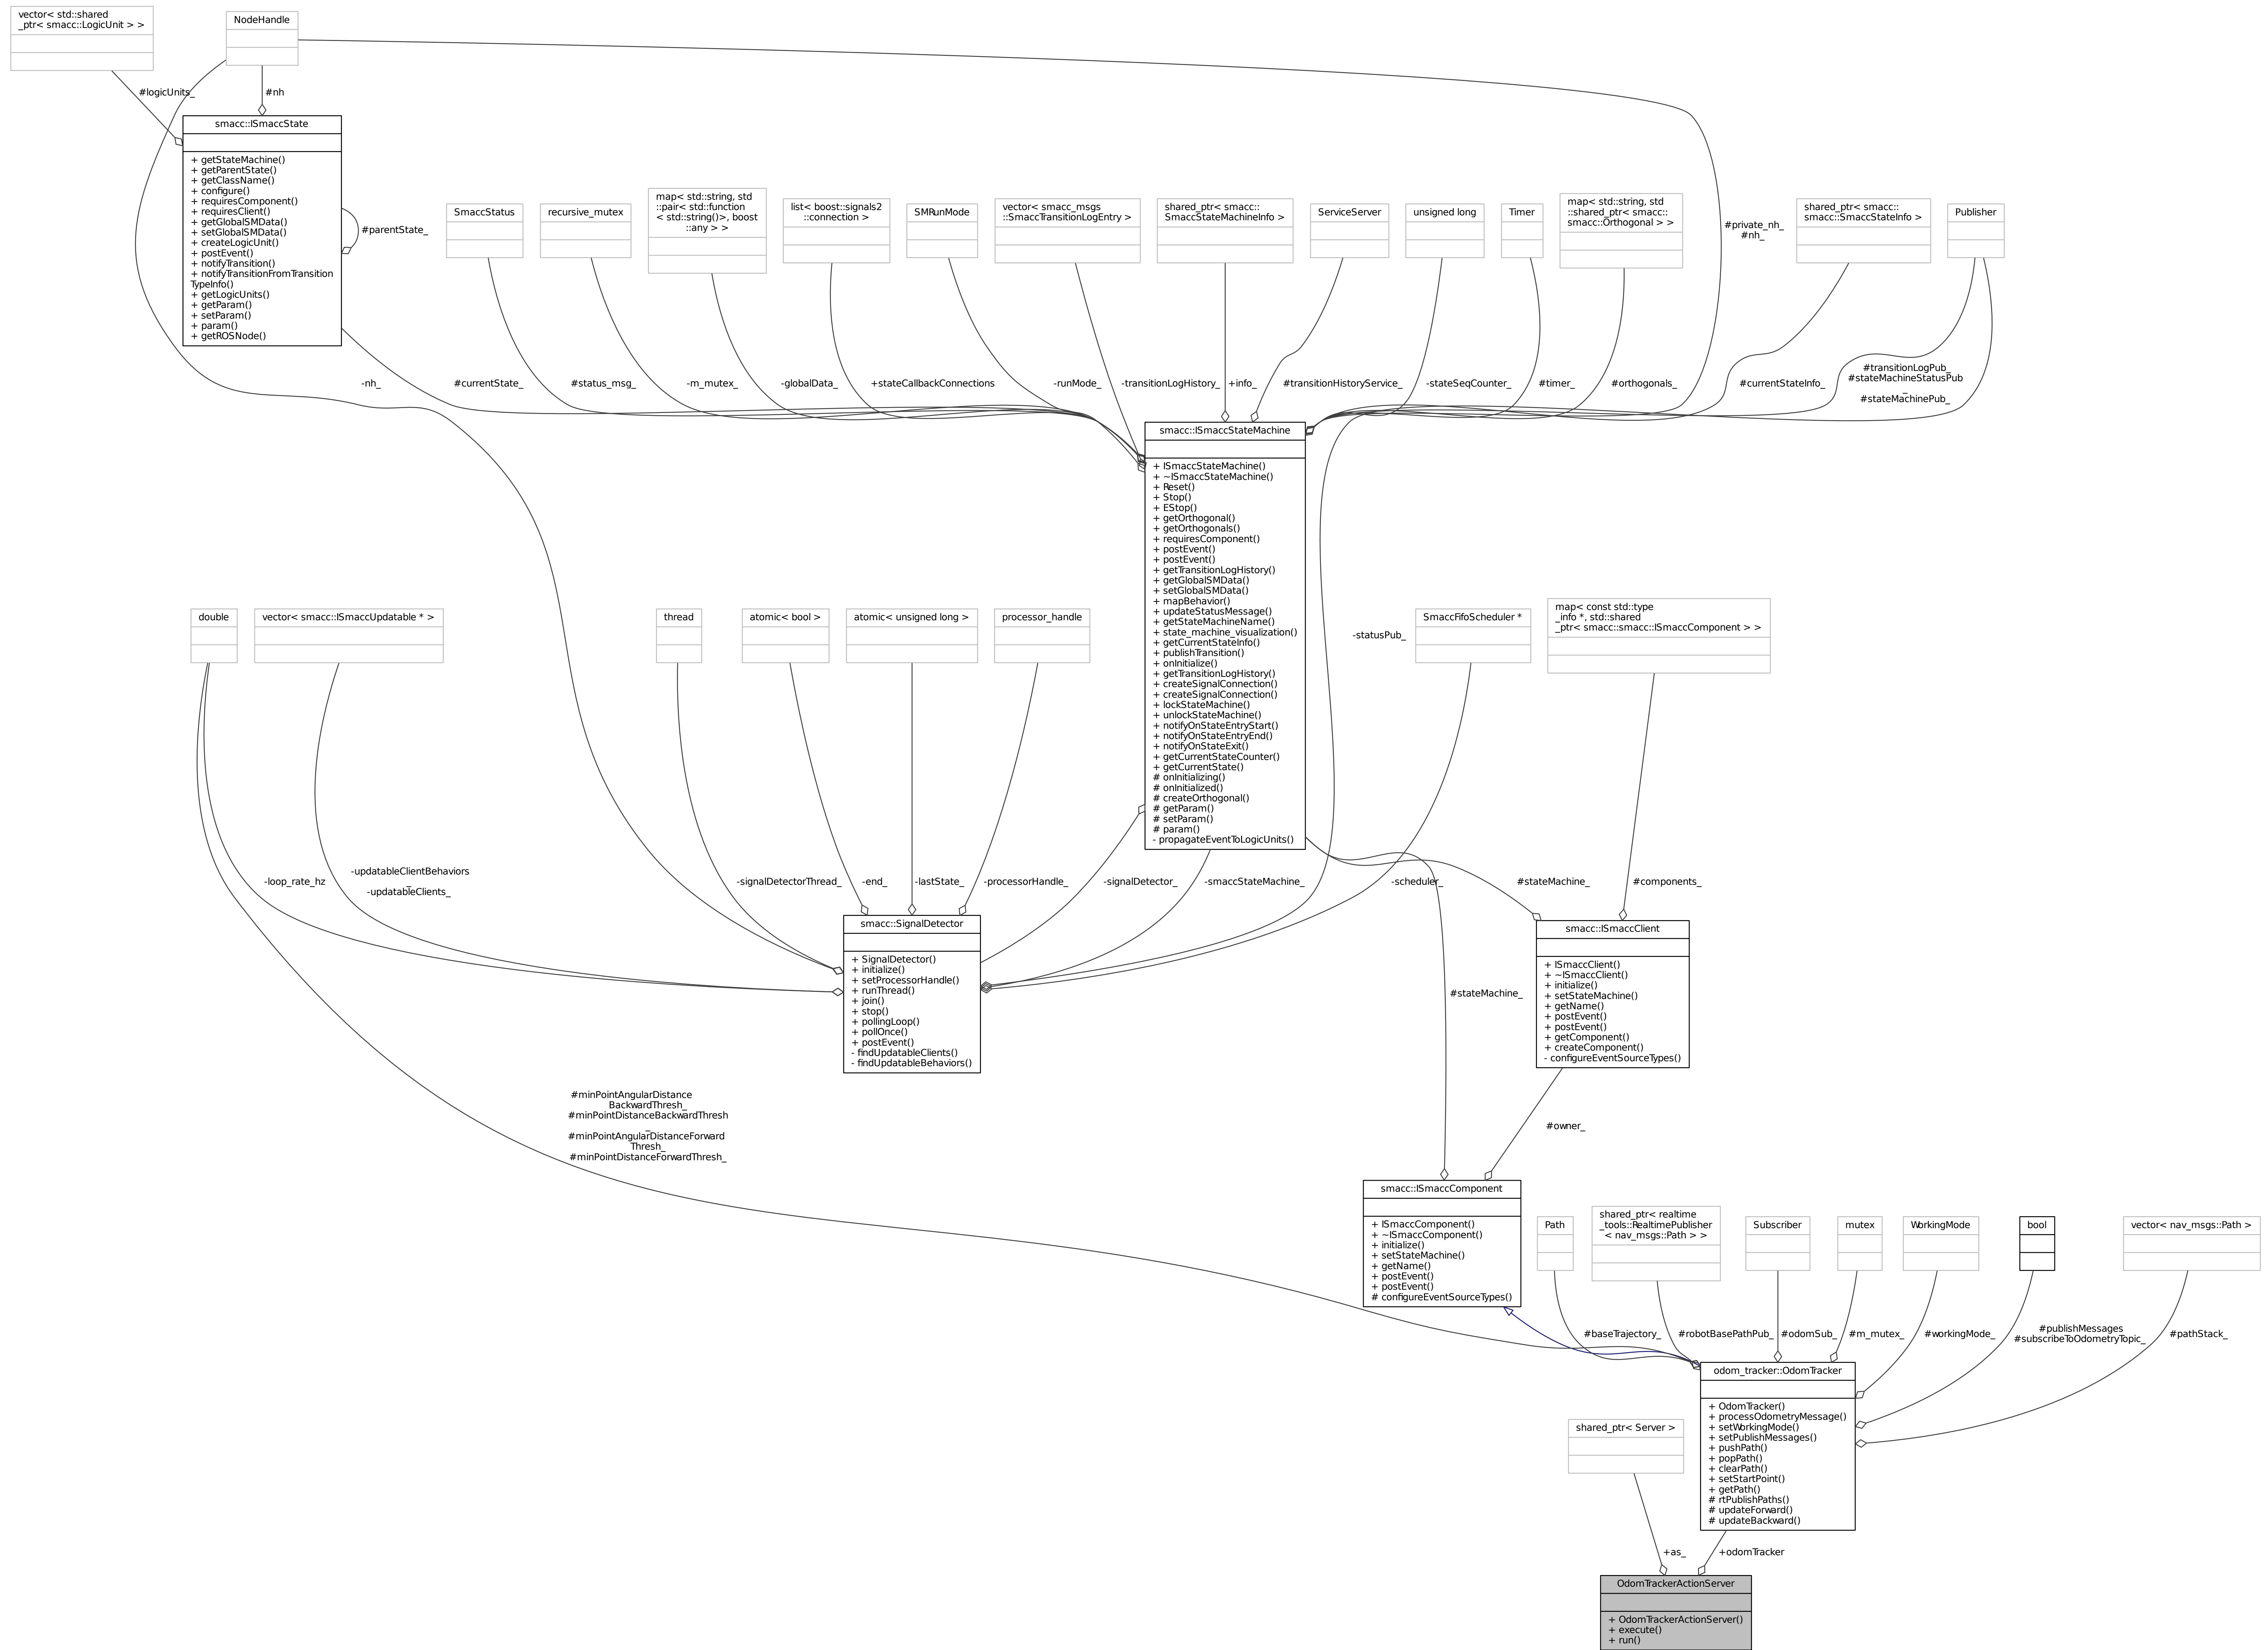 vector< std::shared
_ptr< smacc::LogicUnit > >
NodeHandle
#logicUnits_
#nh
smacc::ISmaccState
+ getStateMachine()
+ getParentState()
+ getClassName()
+ configure()
+ requiresComponent()
+ requiresClient()
+ getGlobalSMData()
+ setGlobalSMData()
+ createLogicUnit()
+ postEvent()
+ notifyTransition()
+ notifyTransitionFromTransition
TypeInfo()
+ getLogicUnits()
+ getParam()
+ setParam()
+ param()
+ getROSNode()
#parentState_
SmaccStatus
recursive_mutex
map< std::string, std
::pair< std::function
< std::string()>, boost
::any > >
list< boost::signals2
::connection >
SMRunMode
vector< smacc_msgs
::SmaccTransitionLogEntry >
shared_ptr< smacc::
SmaccStateMachineInfo >
ServiceServer
unsigned long
Timer
map< std::string, std
::shared_ptr< smacc::
smacc::Orthogonal > >
#private_nh_
#nh_
shared_ptr< smacc::
smacc::SmaccStateInfo >
Publisher
-nh_
#currentState_
#status_msg_
-m_mutex_
-globalData_
+stateCallbackConnections
-runMode_
-transitionLogHistory_
+info_
#transitionHistoryService_
-stateSeqCounter_
#timer_
#orthogonals_
#currentStateInfo_
#transitionLogPub_
#stateMachineStatusPub
_
#stateMachinePub_
smacc::ISmaccStateMachine
+ ISmaccStateMachine()
+ ~ISmaccStateMachine()
+ Reset()
+ Stop()
+ EStop()
+ getOrthogonal()
+ getOrthogonals()
+ requiresComponent()
+ postEvent()
+ postEvent()
+ getTransitionLogHistory()
+ getGlobalSMData()
+ setGlobalSMData()
+ mapBehavior()
+ updateStatusMessage()
+ getStateMachineName()
+ state_machine_visualization()
+ getCurrentStateInfo()
+ publishTransition()
+ onInitialize()
+ getTransitionLogHistory()
+ createSignalConnection()
+ createSignalConnection()
+ lockStateMachine()
+ unlockStateMachine()
+ notifyOnStateEntryStart()
+ notifyOnStateEntryEnd()
+ notifyOnStateExit()
+ getCurrentStateCounter()
+ getCurrentState()
# onInitializing()
# onInitialized()
# createOrthogonal()
# getParam()
# setParam()
# param()
- propagateEventToLogicUnits()
double
vector< smacc::ISmaccUpdatable * >
thread
atomic< bool >
atomic< unsigned long >
processor_handle
-statusPub_
SmaccFifoScheduler *
map< const std::type
_info *, std::shared
_ptr< smacc::smacc::ISmaccComponent > >
-loop_rate_hz
-updatableClientBehaviors
_
-updatableClients_
-signalDetectorThread_
-end_
-lastState_
-processorHandle_
-signalDetector_
-smaccStateMachine_
-scheduler_
#stateMachine_
#components_
smacc::SignalDetector
+ SignalDetector()
+ initialize()
+ setProcessorHandle()
+ runThread()
+ join()
+ stop()
+ pollingLoop()
+ pollOnce()
+ postEvent()
- findUpdatableClients()
- findUpdatableBehaviors()
smacc::ISmaccClient
+ ISmaccClient()
+ ~ISmaccClient()
+ initialize()
+ setStateMachine()
+ getName()
+ postEvent()
+ postEvent()
+ getComponent()
+ createComponent()
- configureEventSourceTypes()
#stateMachine_
#minPointAngularDistance
BackwardThresh_
#minPointDistanceBackwardThresh
_
#minPointAngularDistanceForward
Thresh_
#minPointDistanceForwardThresh_
#owner_
smacc::ISmaccComponent
+ ISmaccComponent()
+ ~ISmaccComponent()
+ initialize()
+ setStateMachine()
+ getName()
+ postEvent()
+ postEvent()
# configureEventSourceTypes()
Path
shared_ptr< realtime
_tools::RealtimePublisher
< nav_msgs::Path > >
Subscriber
mutex
WorkingMode
bool
vector< nav_msgs::Path >
#baseTrajectory_
#robotBasePathPub_
#odomSub_
#m_mutex_
#workingMode_
#publishMessages
#subscribeToOdometryTopic_
#pathStack_
odom_tracker::OdomTracker
+ OdomTracker()
+ processOdometryMessage()
+ setWorkingMode()
+ setPublishMessages()
+ pushPath()
+ popPath()
+ clearPath()
+ setStartPoint()
+ getPath()
# rtPublishPaths()
# updateForward()
# updateBackward()
shared_ptr< Server >
+as_
+odomTracker
OdomTrackerActionServer
+ OdomTrackerActionServer()
+ execute()
+ run()